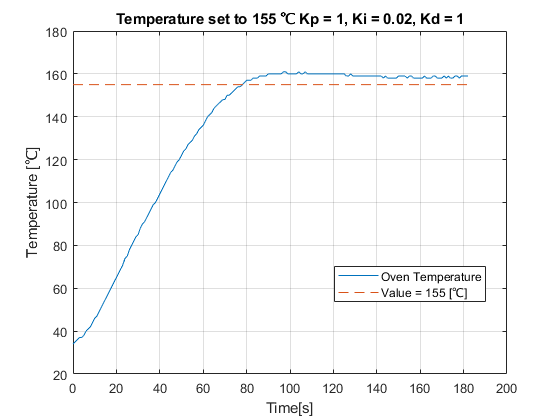 Temperature set to 155 ℃ Kp = 1, Ki = 0.02, Kd = 1
180
160
140
120
100
80
60
40
20
Temperature [℃]
Oven Temperature
Value = 155 [℃]
0 20 40 60 80 100 120 140 160 180 200
Time[s]